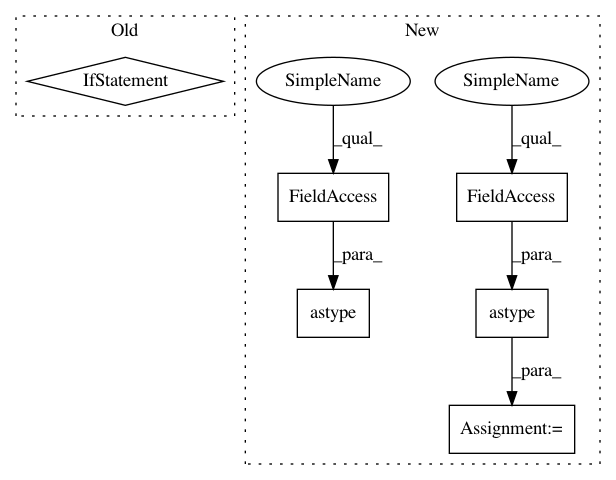 Old
New
IfStatement
SimpleName
SimpleName
_qual_
_qual_
FieldAccess
FieldAccess
_para_
_para_
astype
astype
_para_
Assignment:=